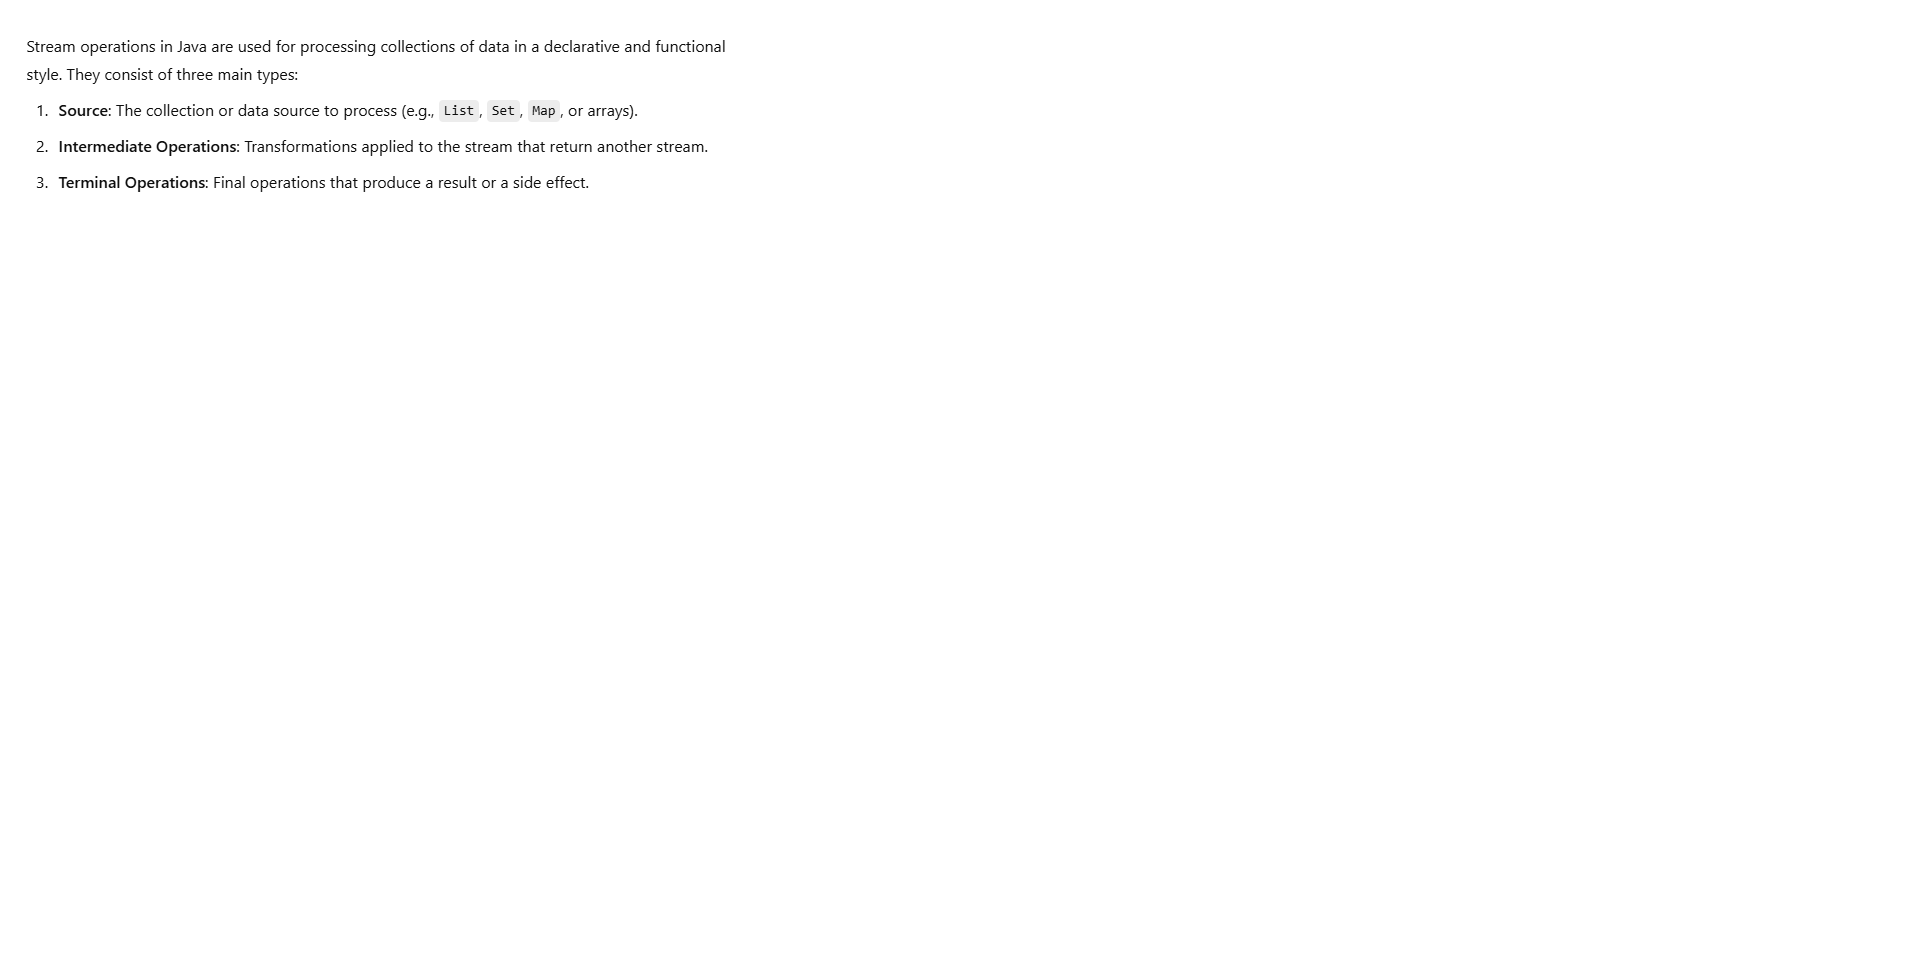 Stream operations in Java are used for processing collections of data in a declarative and functional
style. They consist of three main types:
1. Source: The collection or data source to process (e.g., List, Set, Map, or arrays).
2. Intermediate Operations: Transformations applied to the stream that return another stream.
3. Terminal Operations: Final operations that produce a result or a side effect.